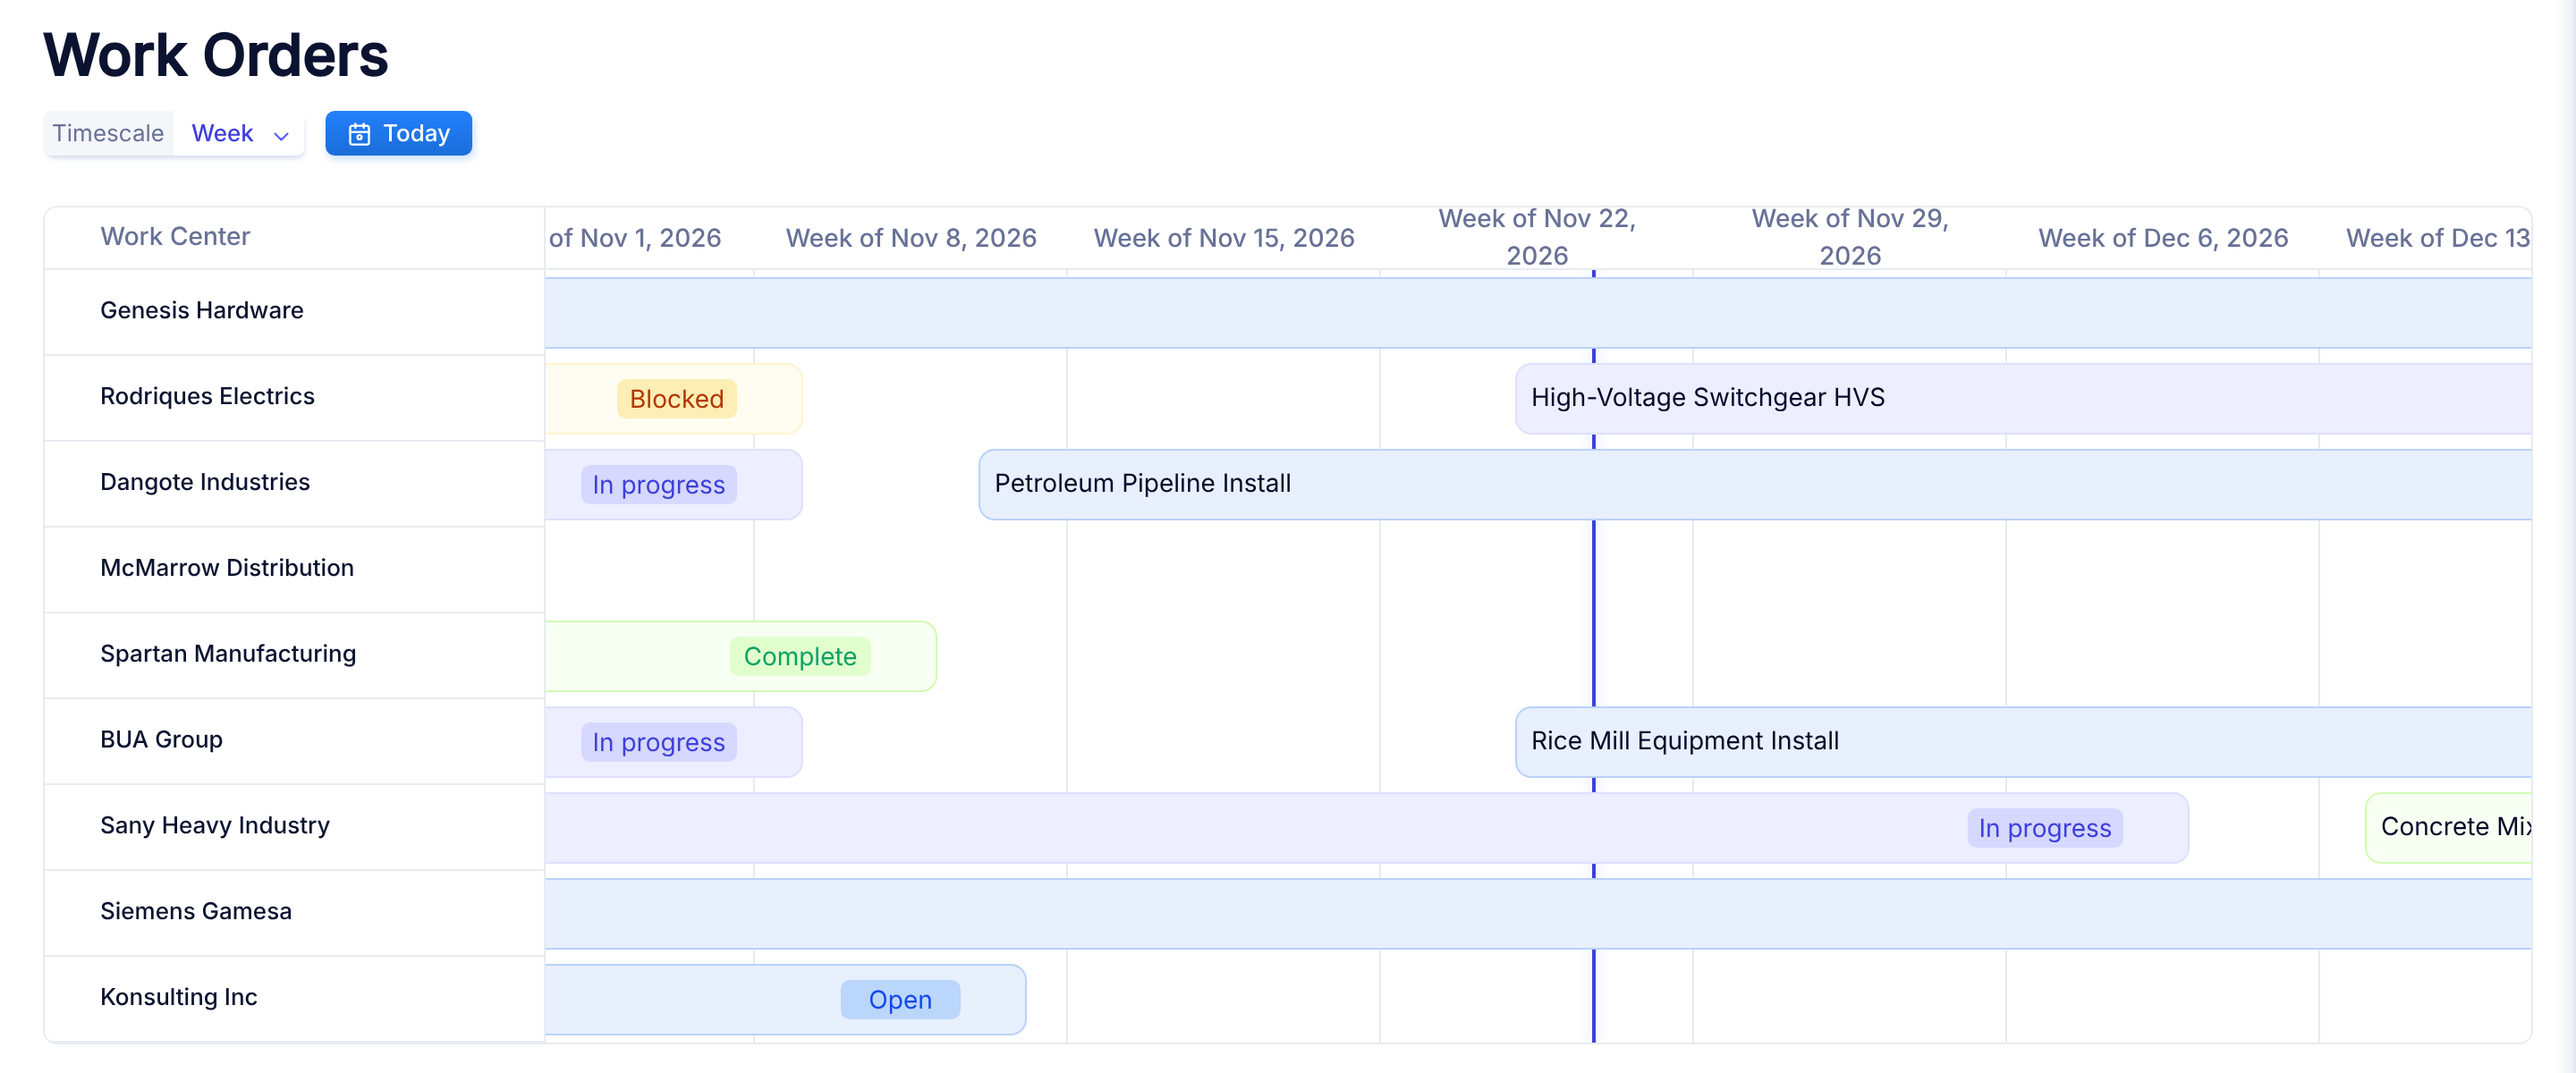 Work Orders
Timescale Week Today
Work Center of Nov 1, 2026 Week of Nov 8, 2026 Week of Nov 15, 2026 Week of Nov 22, 2026 Week of Nov 29, 2026 Week of Dec 6, 2026 Week of Dec 13
Genesis Hardware
Rodriques Electrics Blocked High-Voltage Switchgear HVS
Dangote Industries In progress Petroleum Pipeline Install
McMarrow Distribution
Spartan Manufacturing Complete
BUA Group In progress Rice Mill Equipment Install
Sany Heavy Industry In progress Concrete Mix
Siemens Gamesa
Konsulting Inc Open